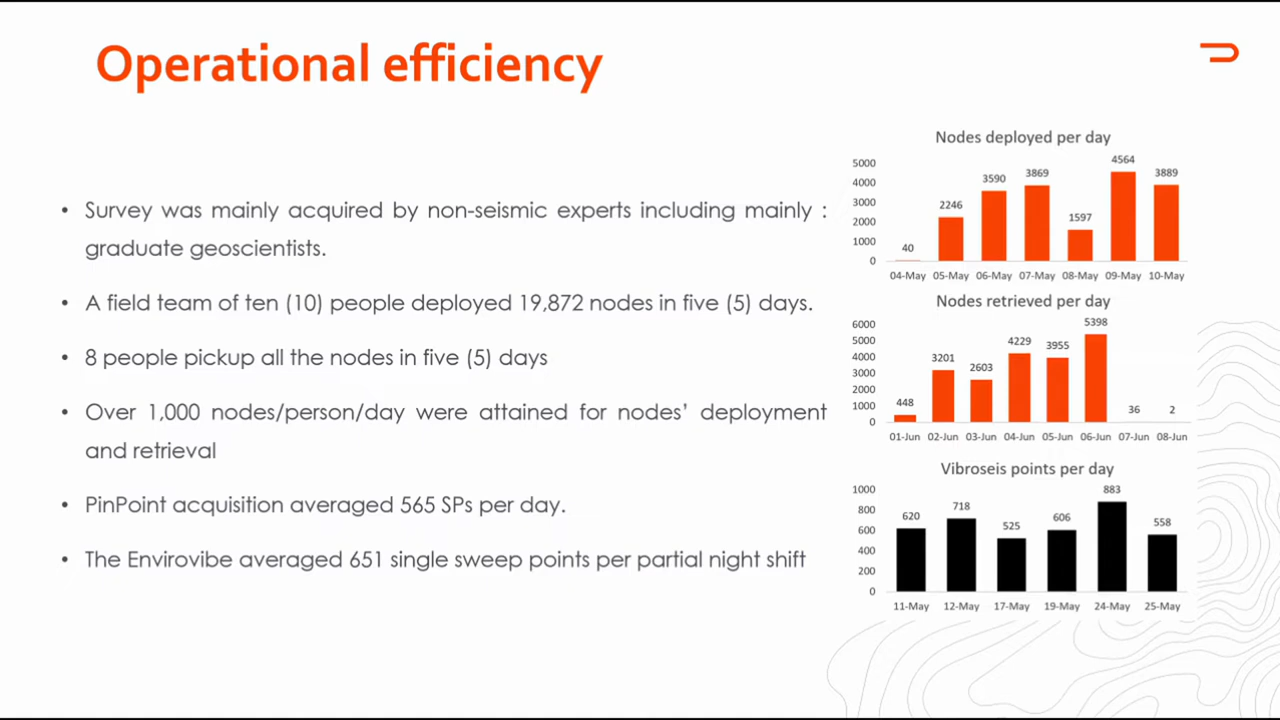 Operational efficiency
• Survey was mainly acquired by non-seismic experts including mainly :
graduate geoscientists.
• A field team of ten (10) people deployed 19,872 nodes in five (5) days.
• 8 people pickup all the nodes in five (5) days
• Over 1,000 nodes/person/day were attained for nodes’ deployment
and retrieval
• PinPoint acquisition averaged 565 SPs per day.
• The Envirovibe averaged 651 single sweep points per partial night shift
Nodes deployed per day
5000
4000
3000
2000
1000
0
40
2246
3590
3869
1597
4564
3889
04-May 05-May 06-May 07-May 08-May 09-May 10-May
Nodes retrieved per day
6000
5000
4000
3000
2000
1000
0
448
3201
2603
4229
3955
5398
36
2
01-Jun 02-Jun 03-Jun 04-Jun 05-Jun 06-Jun 07-Jun 08-Jun
Vibroseis points per day
1000
800
600
400
200
0
620
718
525
606
883
558
11-May 12-May 17-May 19-May 24-May 25-May